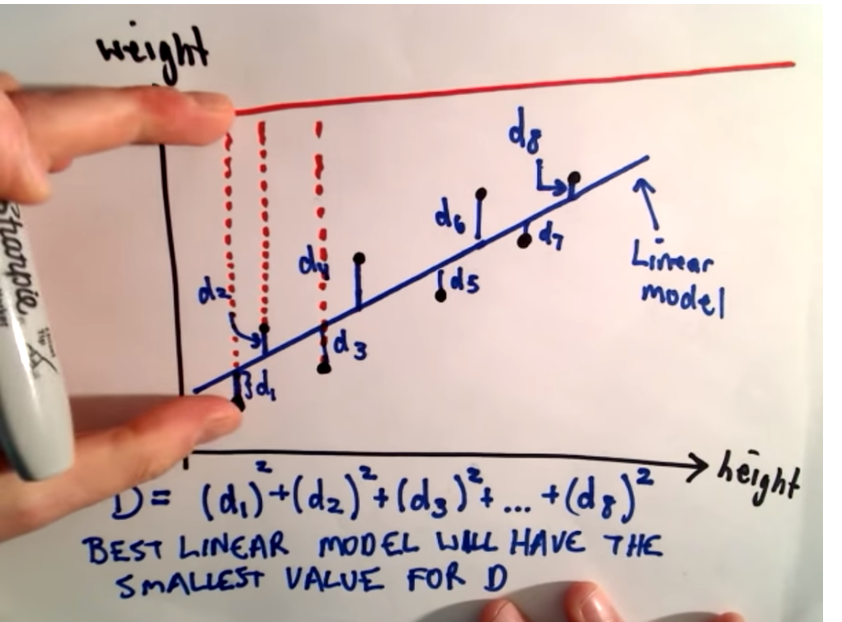 weight
d8
d6
d7
d4
d5
Linear
model
d2
d3
}d1
height
D = (d1)²+(d2)²+(d3)²+ ... +(d8)²
BEST LINEAR MODEL WILL HAVE THE
SMALLEST VALUE FOR D
Sharpie